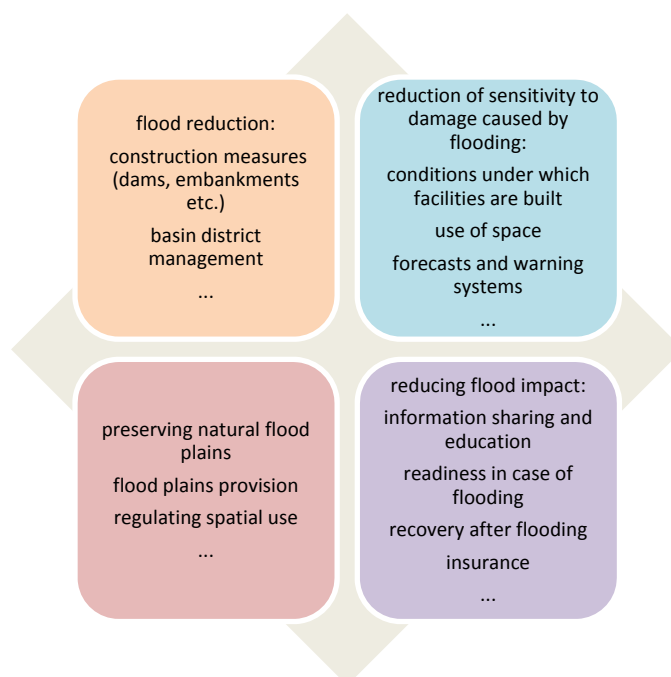 flood reduction:
construction measures
(dams, embankments
etc.)
basin district
management
...
reduction of sensitivity to
damage caused by
flooding:
conditions under which
facilities are built
use of space
forecasts and warning
systems
...
preserving natural flood
plains
flood plains provision
regulating spatial use
...
reducing flood impact:
information sharing and
education
readiness in case of
flooding
recovery after flooding
insurance
...